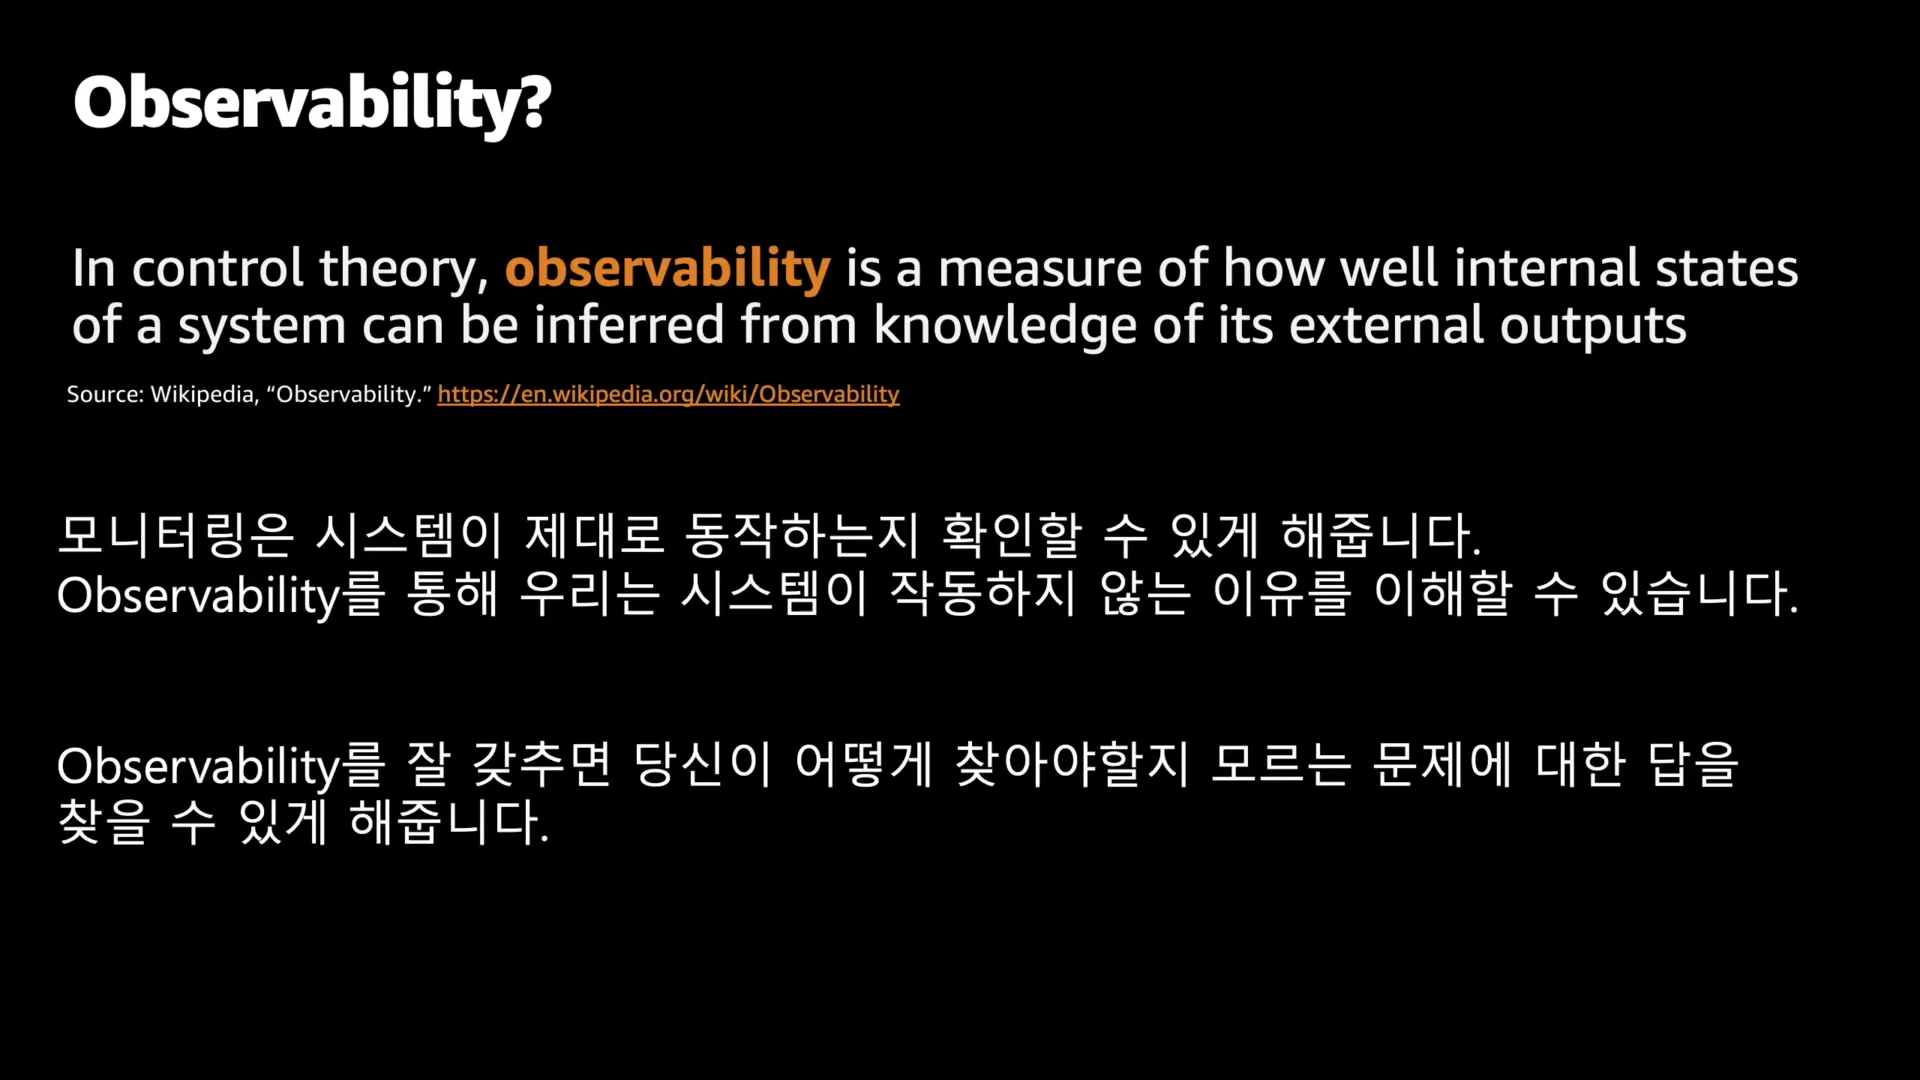 Observability?
In control theory, observability is a measure of how well internal states
of a system can be inferred from knowledge of its external outputs
Source: Wikipedia, “Observability.” https://en.wikipedia.org/wiki/Observability
모니터링은 시스템이 제대로 동작하는지 확인할 수 있게 해줍니다.
Observability를 통해 우리는 시스템이 작동하지 않는 이유를 이해할 수 있습니다.
Observability를 잘 갖추면 당신이 어떻게 찾아야할지 모르는 문제에 대한 답을
찾을 수 있게 해줍니다.